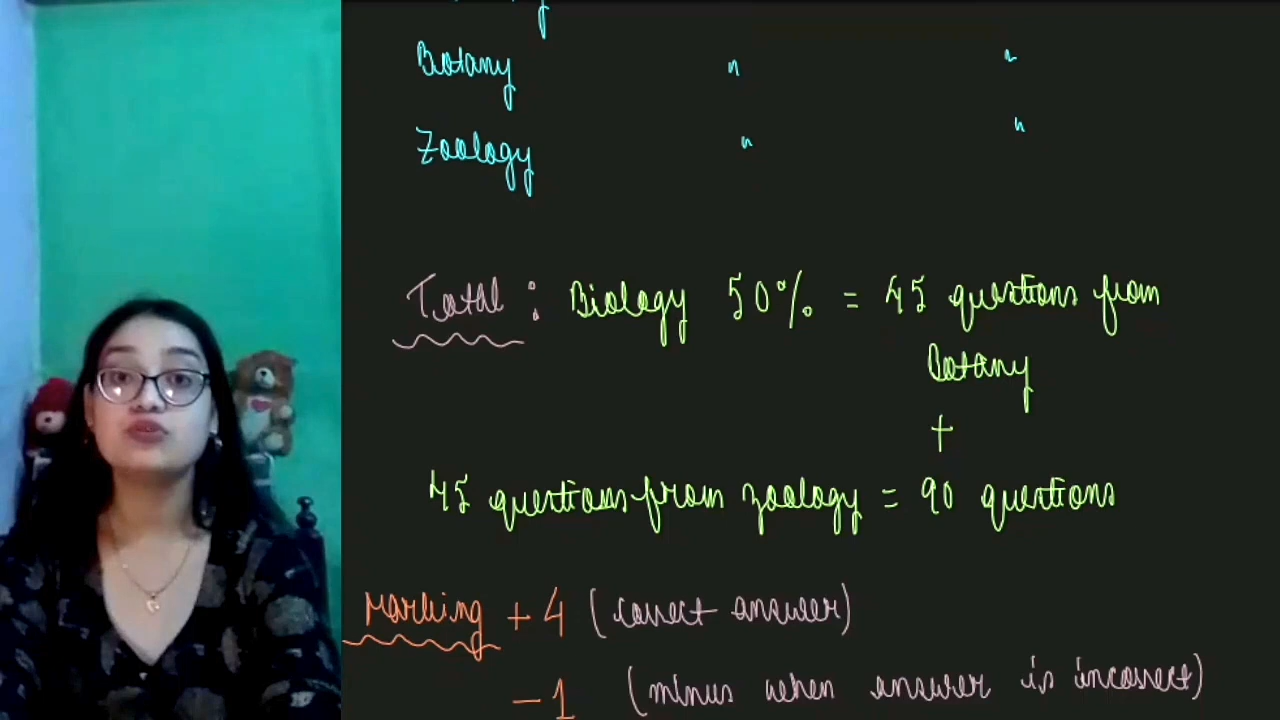 Botany " "
Zoology " "
Total : Biology 50% = 45 questions from
botany
+
45 questions from zoology = 90 questions
Marking + 4 (correct answer)
- 1 (minus when answer is incorrect)